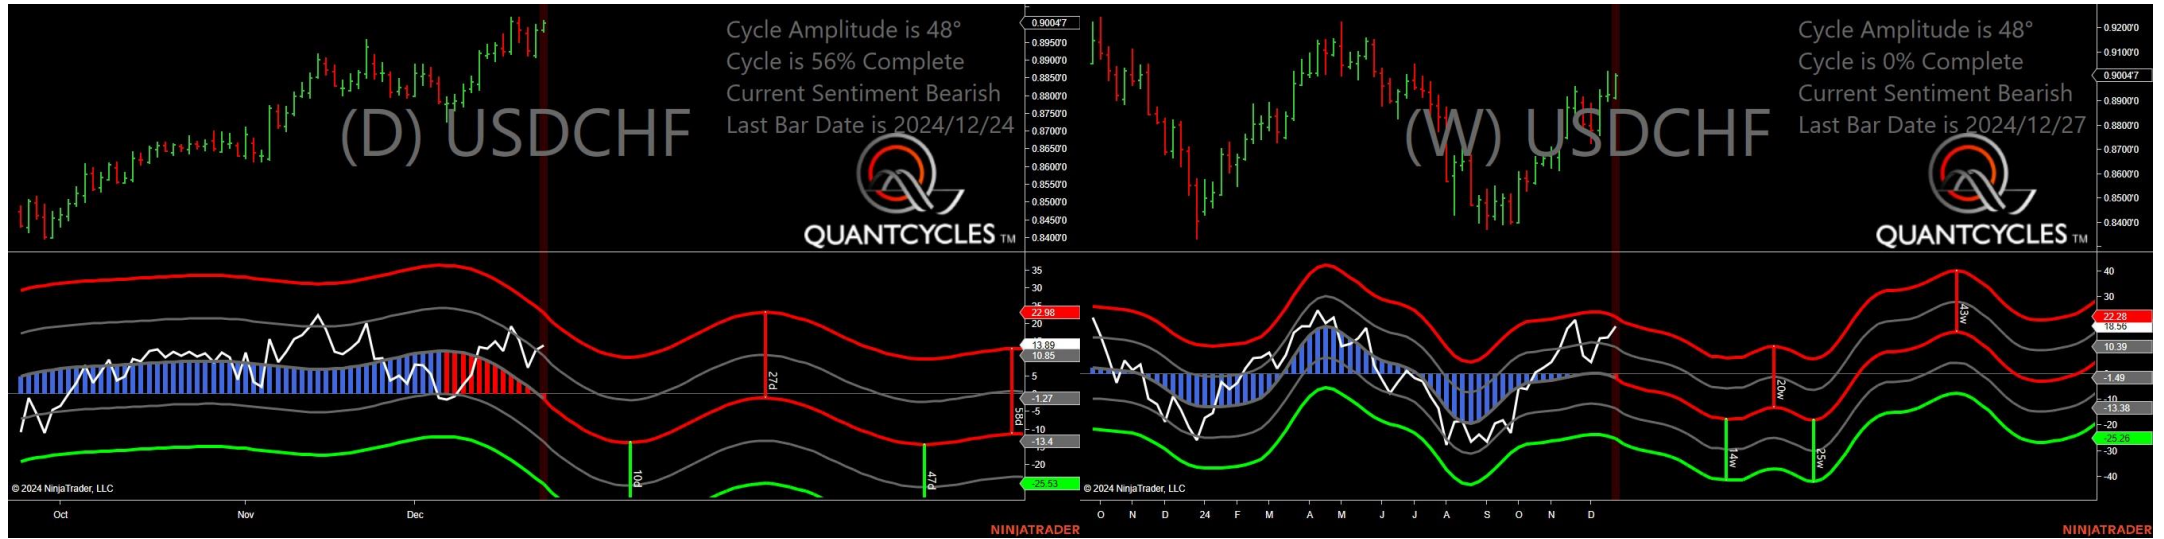 Cycle Amplitude is 48°
Cycle is 56% Complete
Current Sentiment Bearish
Last Bar Date is 2024/12/24
(D) USDCHF
QUANTCYCLES TM
0.9004'7
0.8950'0
0.8900'0
0.8850'0
0.8800'0
0.8750'0
0.8700'0
0.8650'0
0.8600'0
0.8550'0
0.8500'0
0.8450'0
0.8400'0
35
30
22.98
20
13.89
10.85
5
-1.27
-5
-10
-13.4
-20
-25.53
10d
27d
47d
58d
© 2024 NinjaTrader, LLC
Oct Nov Dec
NINJATRADER
Cycle Amplitude is 48°
Cycle is 0% Complete
Current Sentiment Bearish
Last Bar Date is 2024/12/27
(W) USDCHF
QUANTCYCLES TM
0.9200'0
0.9100'0
0.9004'7
0.8900'0
0.8800'0
0.8700'0
0.8600'0
0.8500'0
0.8400'0
40
30
22.28
18.56
10.39
-1.49
-10
-13.38
-20
-25.26
-30
-40
14w
20w
25w
43w
© 2024 NinjaTrader, LLC
O N D 24 F M A M J J A S O N D
NINJATRADER